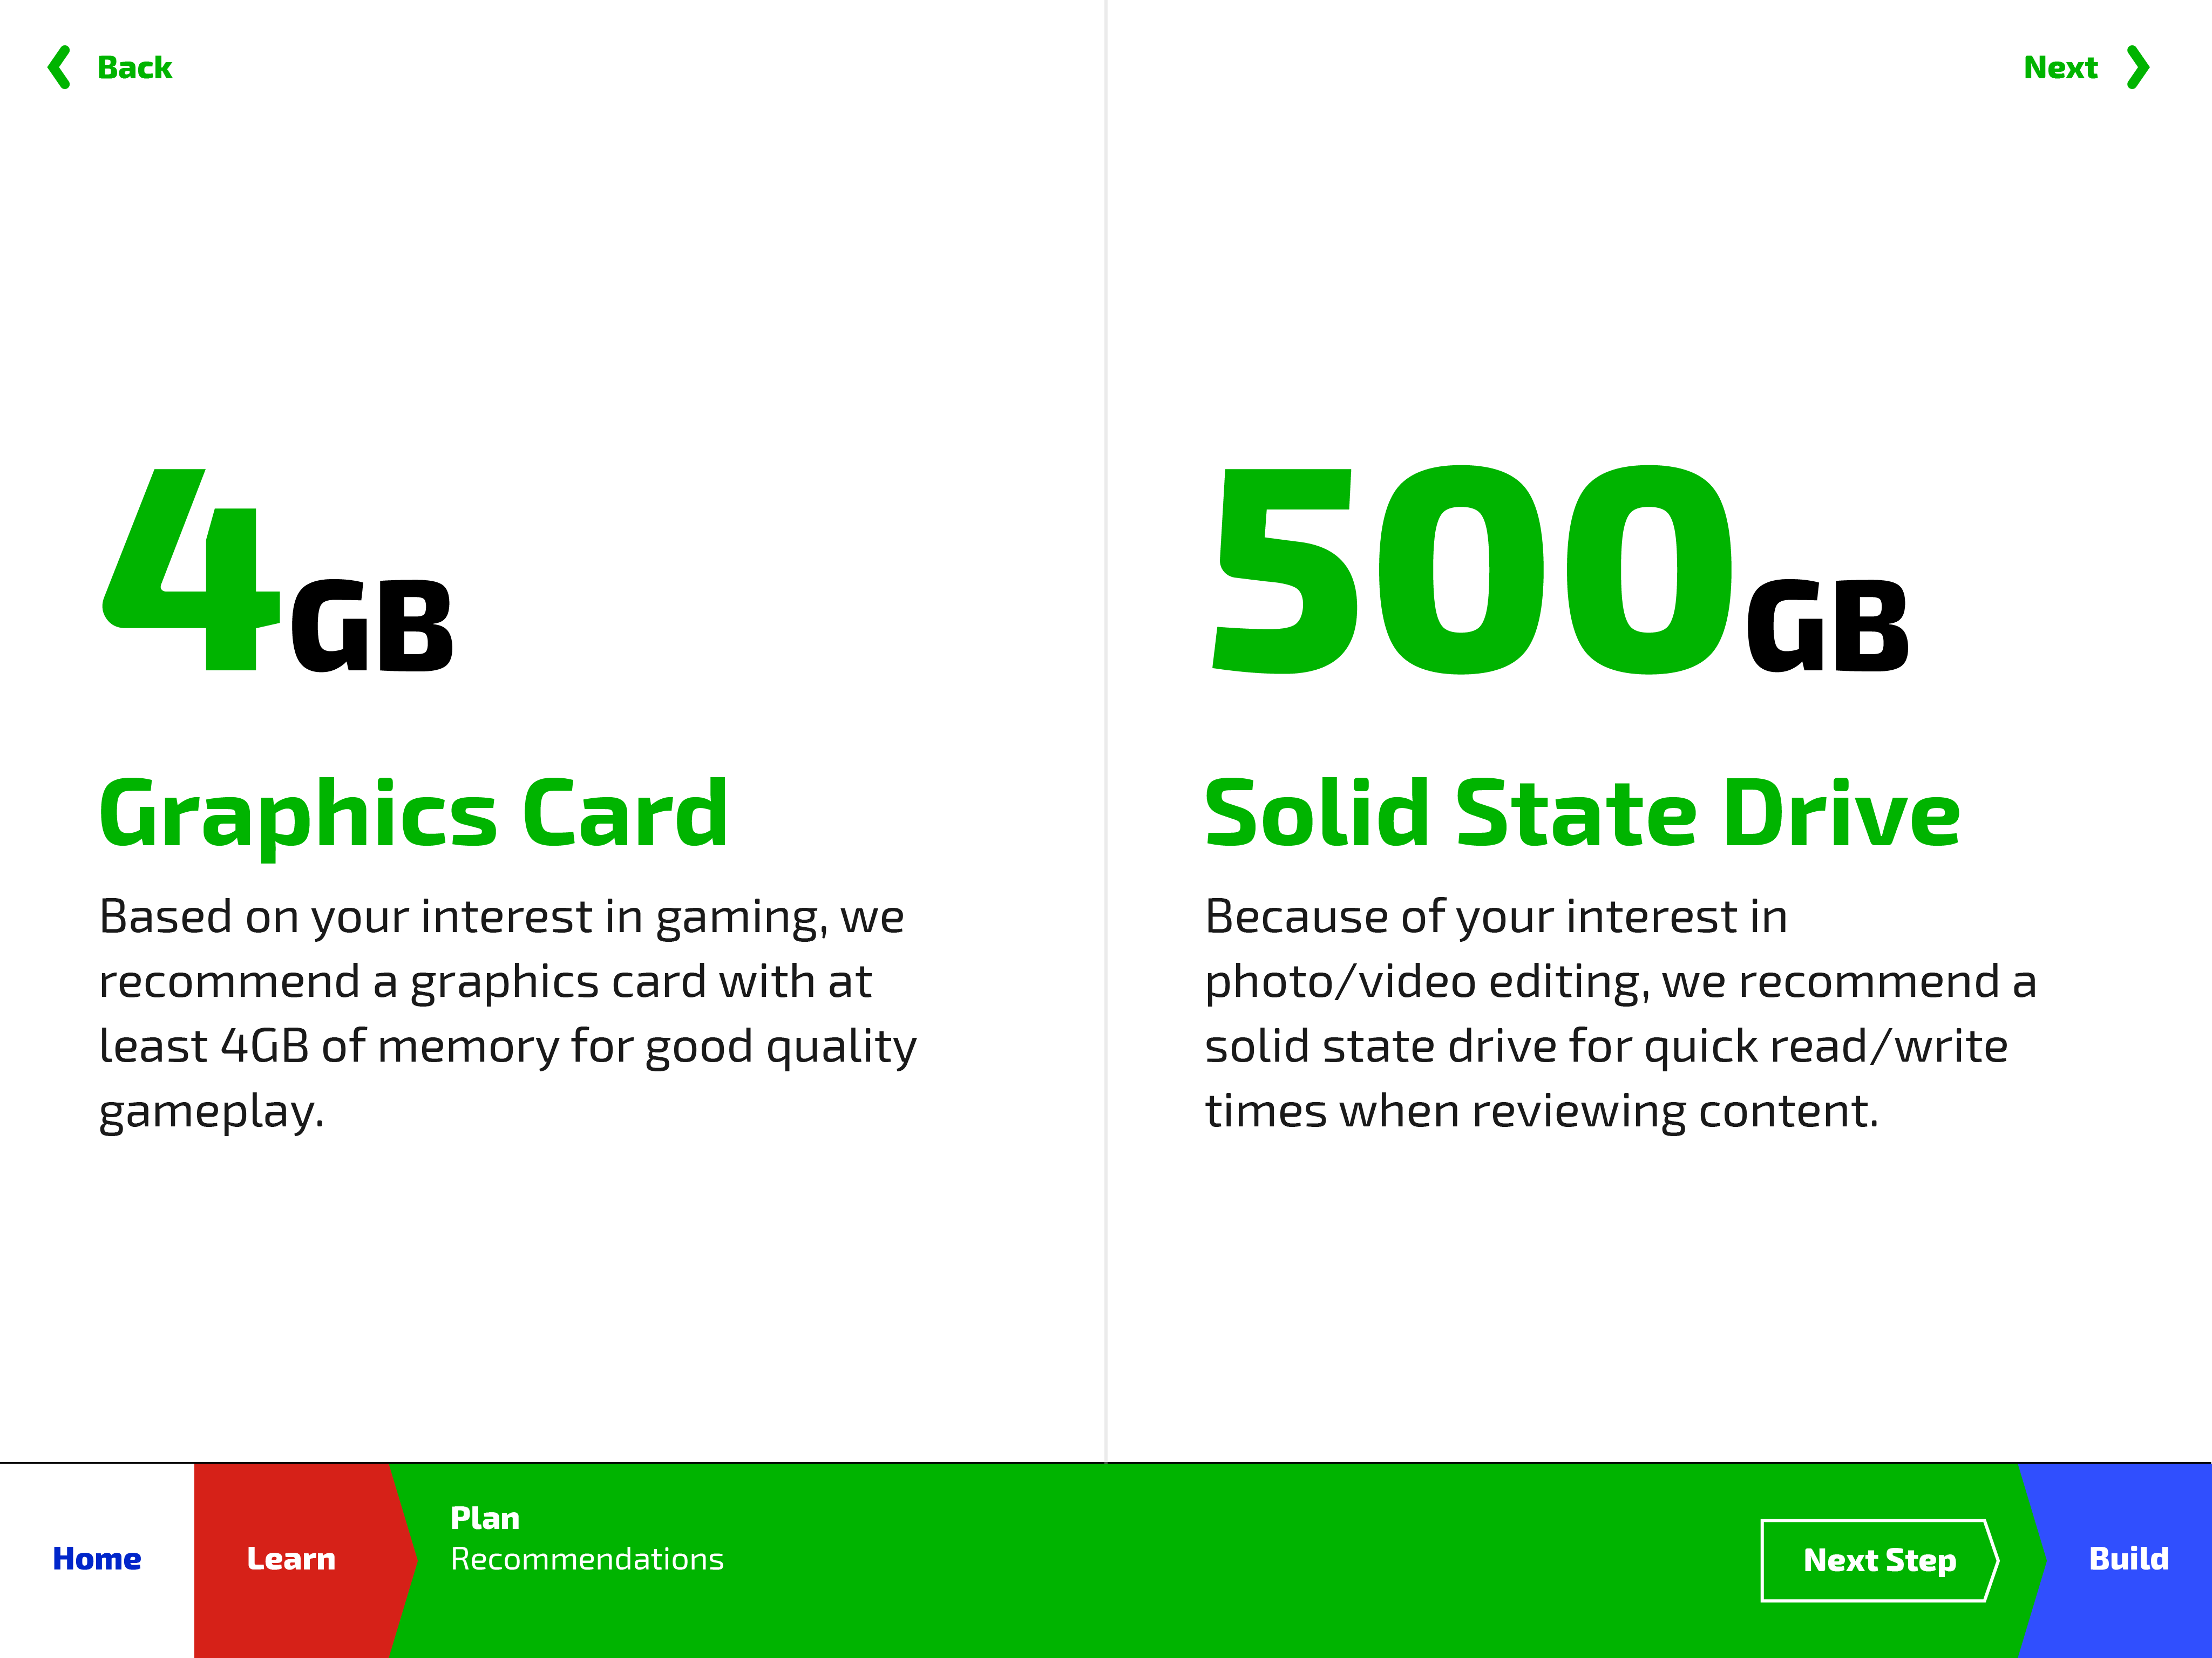 Back
Next
4GB
Graphics Card
Based on your interest in gaming, we
recommend a graphics card with at
least 4GB of memory for good quality
gameplay.
500GB
Solid State Drive
Because of your interest in
photo/video editing, we recommend a
solid state drive for quick read/write
times when reviewing content.
Home
Learn
Plan
Recommendations
Next Step
Build